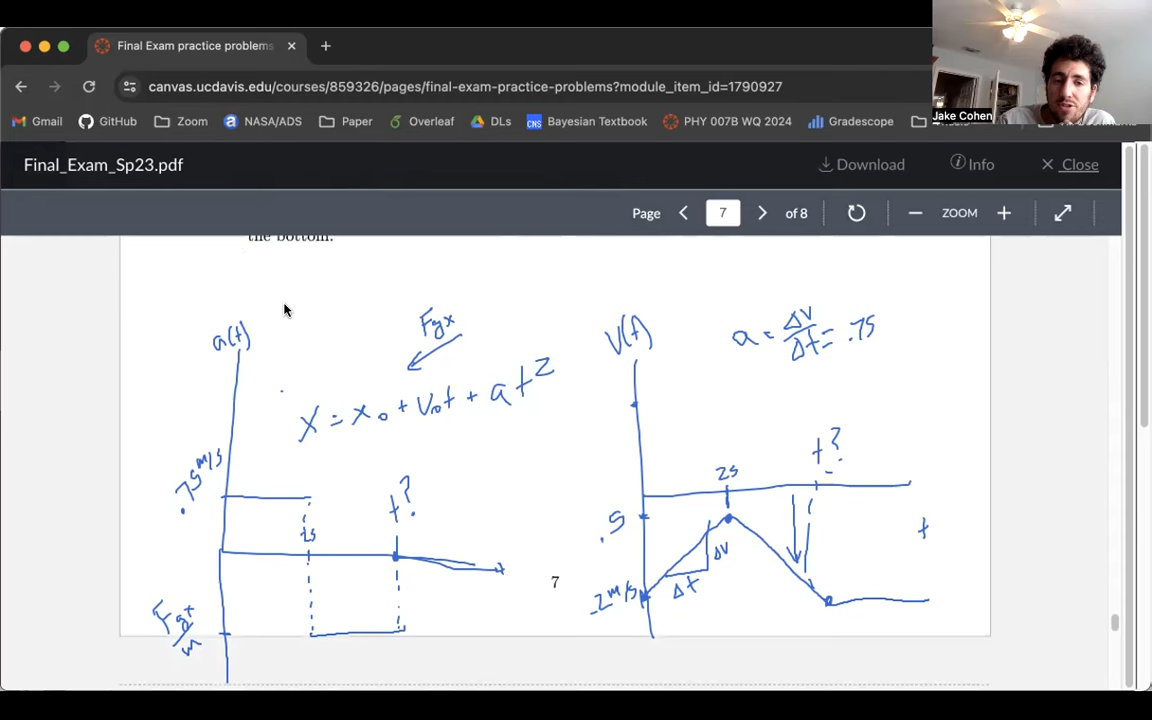 Final Exam practice problems
canvas.ucdavis.edu/courses/859326/pages/final-exam-practice-problems?module_item_id=1790927
Jake Cohen
Gmail GitHub Zoom NASA/ADS Paper Overleaf DLs CNS Bayesian Textbook PHY 007B WQ 2024 Gradescope
Final_Exam_Sp23.pdf Download Info Close
Page 7 of 8 ZOOM
the bottom.
a(t)
Fgx
X = x₀ + v₀t + at²
.75 m/s
t?
V(t)
a = Δv/Δt = .75
2s
t?
.5
Δv
Δt
-2 m/s
t
7